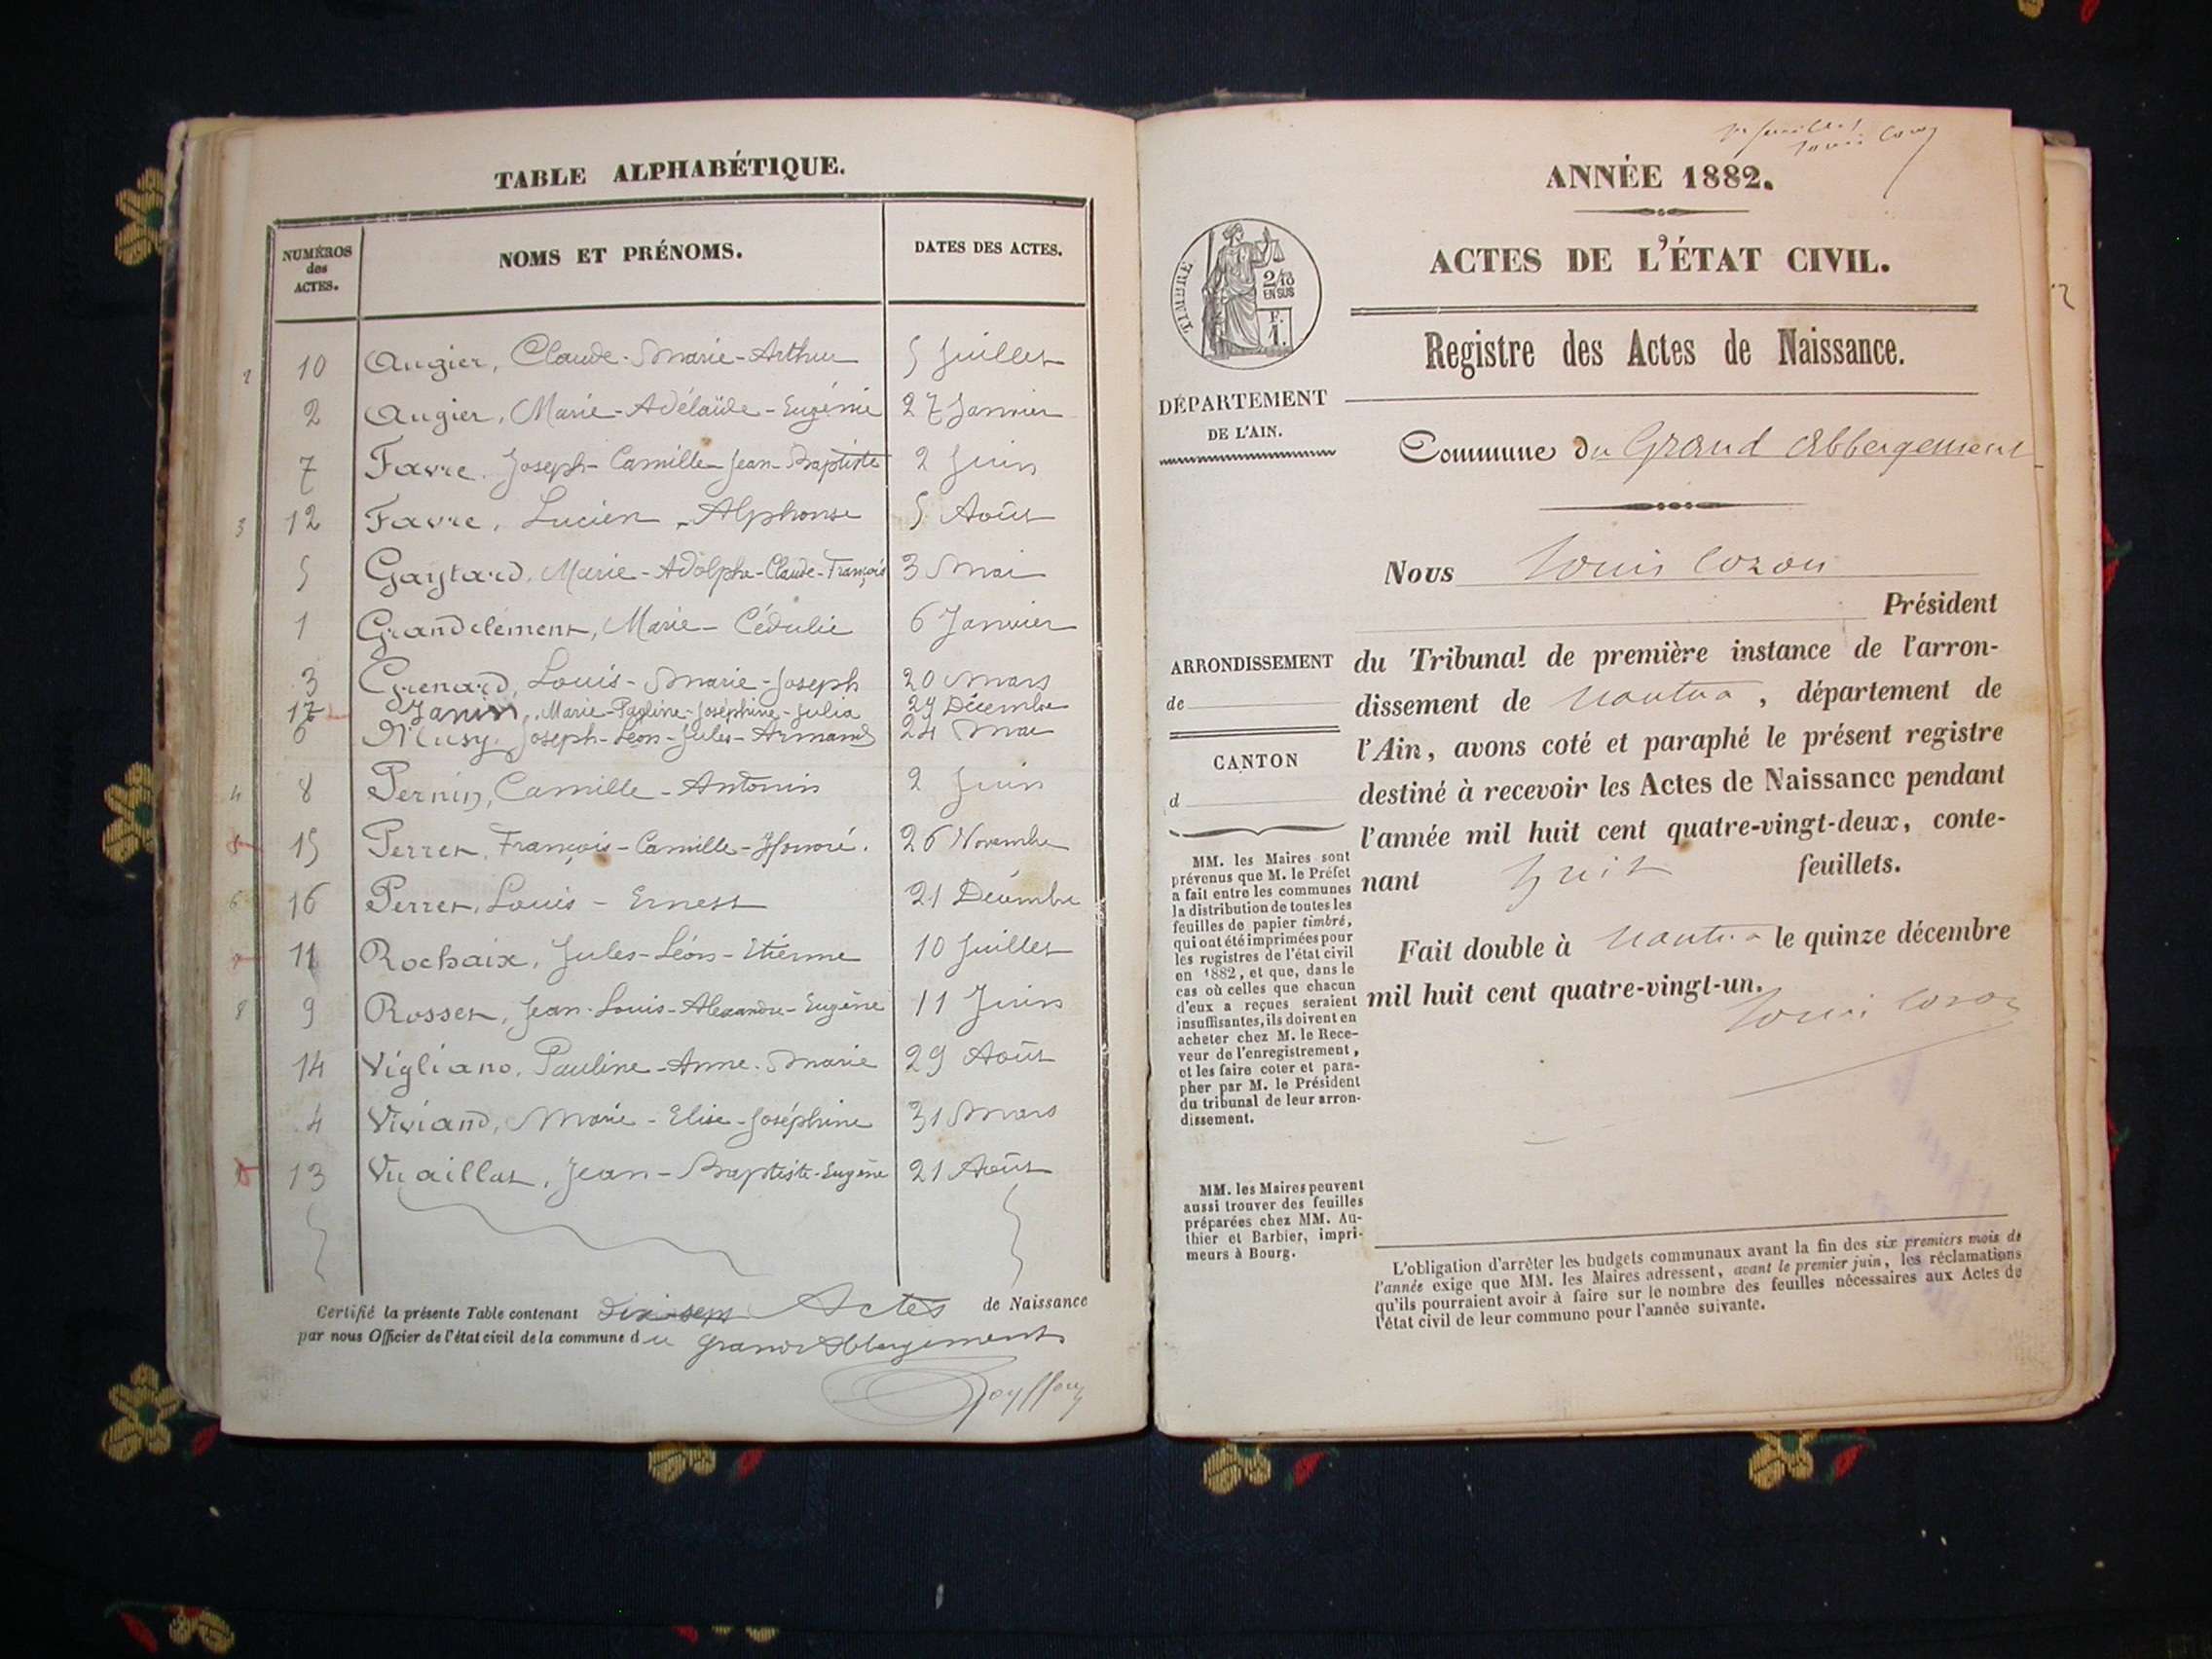 TABLE ALPHABÉTIQUE.
NUMÉROS des ACTES. NOMS ET PRÉNOMS. DATES DES ACTES.
2 10 Augier, Claude-Marie-Arthur 5 Juillet
2 Augier, Marie-Adélaïde-Eugénie 27 Janvier
7 Favre, Joseph-Camille-Jean-Baptiste 2 Juin
3 12 Favre, Lucien-Alphonse 5 Août
5 Marie-Adolphe-Claude-François 3 Mai
1 Grandclément, Marie-Cédulie 6 Janvier
3 Grenard, Louis-Marie-Joseph 20 Mars
17 Janin, Marie-Pauline-Joséphine-Julia 29 Décembre
6 Musy, Joseph-Léon-Jules-Armand 24 Mai
4 8 Pernin, Camille-Antonin 2 Juin
5 15 Perret, François-Camille-Honoré. 26 Novembre
6 16 Perret, Louis-Ernest 21 Décembre
7 11 Rochaix, Jules-Léon-Etienne 10 Juillet
8 9 Rosset, Jean-Louis-Alexandre-Eugène 11 Juin
14 Vigliano, Pauline-Anne-Marie 29 Août
4 Viviand, Marie-Elise-Joséphine 31 Mars
13 Vuaillat, Jean-Baptiste-Eugène 21 Août
Certifié la présente Table contenant Dix-sept Actes de Naissance
par nous Officier de l'état civil de la commune du Grand Abbergement
Louis Cozon
ANNÉE 1882.
ACTES DE L'ÉTAT CIVIL.
Registre des Actes de Naissance.
TIMBRE
2/10
EN SUS
F.
1.
DÉPARTEMENT
DE L'AIN.
Commune du Grand Abbergement
Nous Louis Cozon
Président
du Tribunal de première instance de l'arron-
dissement de Nantua, département de
l'Ain, avons coté et paraphé le présent registre
destiné à recevoir les Actes de Naissance pendant
l'année mil huit cent quatre-vingt-deux, conte-
nant huit feuillets.
Fait double à Nantua le quinze décembre
mil huit cent quatre-vingt-un.
Louis Cozon
ARRONDISSEMENT
de
CANTON
d
MM. les Maires sont
prévenus que M. le Préfet
a fait entre les communes
la distribution de toutes les
feuilles de papier timbré,
qui ont été imprimées pour
les registres de l'état civil
en 1882, et que, dans le
cas où celles que chacun
d'eux a reçues seraient
insuffisantes, ils doivent en
acheter chez M. le Rece-
veur de l'enregistrement,
et les faire coter et para-
pher par M. le Président
du tribunal de leur arron-
dissement.
MM. les Maires peuvent
aussi trouver des feuilles
préparées chez MM. Au-
thier et Barbier, impri-
meurs à Bourg.
L'obligation d'arrêter les budgets communaux avant la fin des six premiers mois de
l'année exige que MM. les Maires adressent, avant le premier juin, les réclamations
qu'ils pourraient avoir à faire sur le nombre des feuilles nécessaires aux Actes de
l'état civil de leur commune pour l'année suivante.